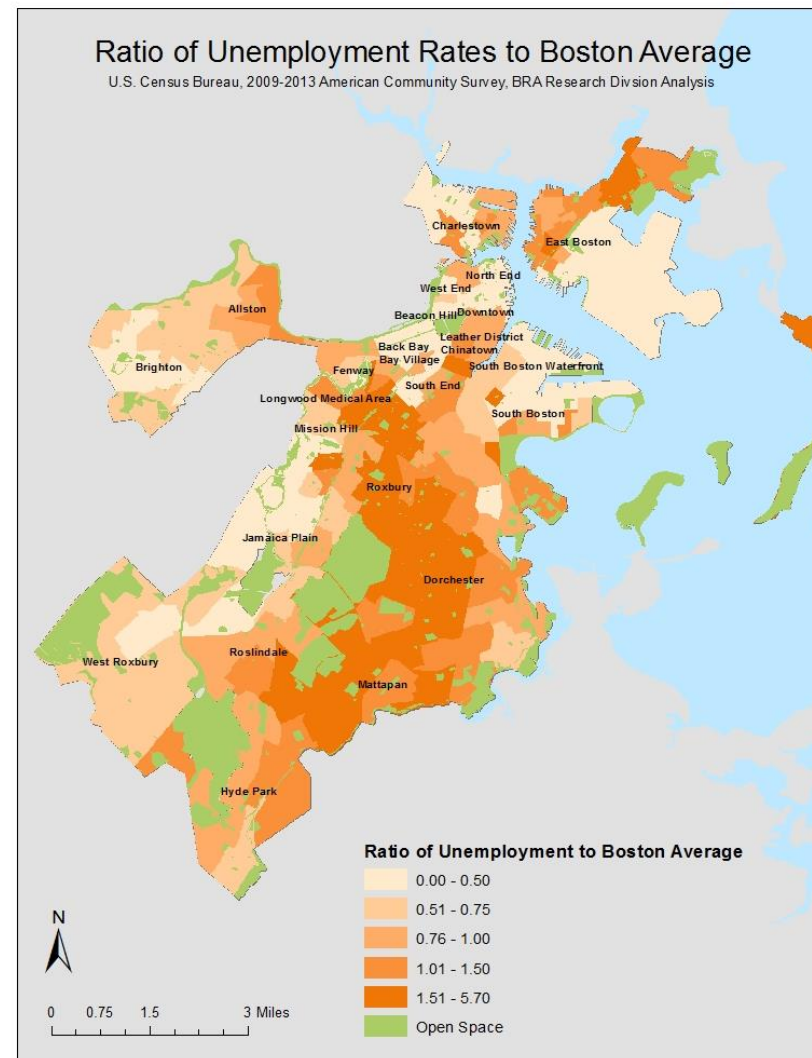 Ratio of Unemployment Rates to Boston Average
U.S. Census Bureau, 2009-2013 American Community Survey, BRA Research Divsion Analysis
Charlestown
East Boston
North End
West End
Allston
Beacon Hill
Downtown
Leather District
Back Bay
Chinatown
Bay Village
Brighton
Fenway
South Boston Waterfront
South End
Longwood Medical Area
South Boston
Mission Hill
Roxbury
Jamaica Plain
Dorchester
Roslindale
West Roxbury
Mattapan
Hyde Park
Ratio of Unemployment to Boston Average
0.00 - 0.50
0.51 - 0.75
0.76 - 1.00
1.01 - 1.50
1.51 - 5.70
Open Space
N
0 0.75 1.5 3 Miles